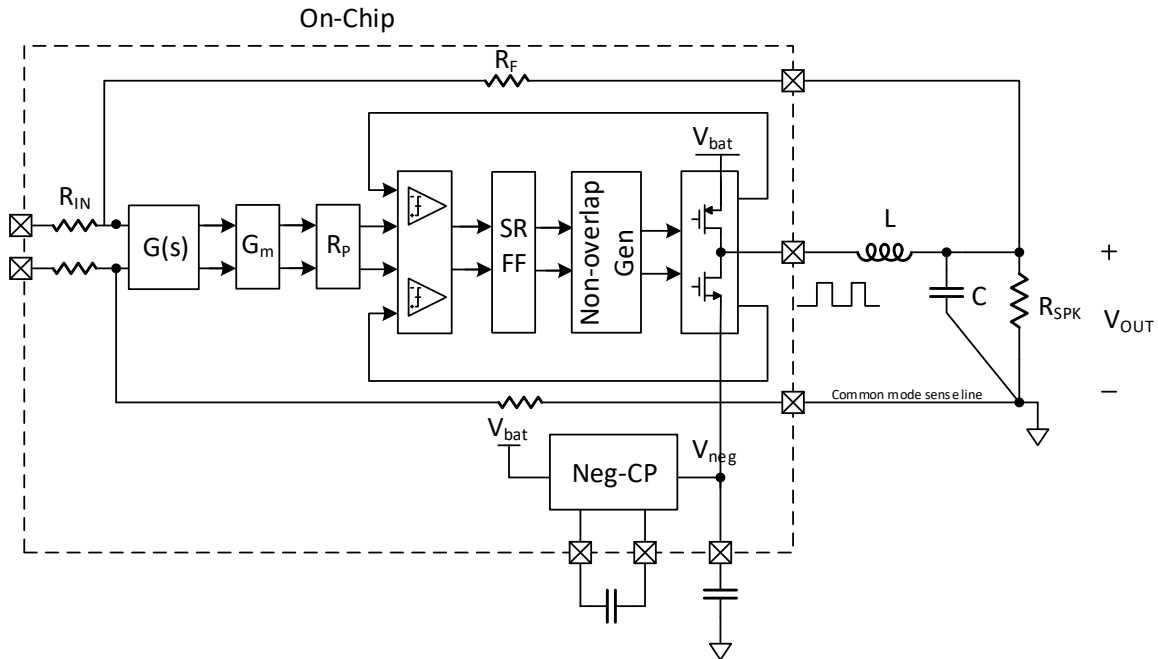 On-Chip
R_F
V_bat
R_IN
G(s)
G_m
R_P
SR
FF
Non-overlap
Gen
L
C
R_SPK
+
V_OUT
−
Common mode sense line
V_bat
Neg-CP
V_neg